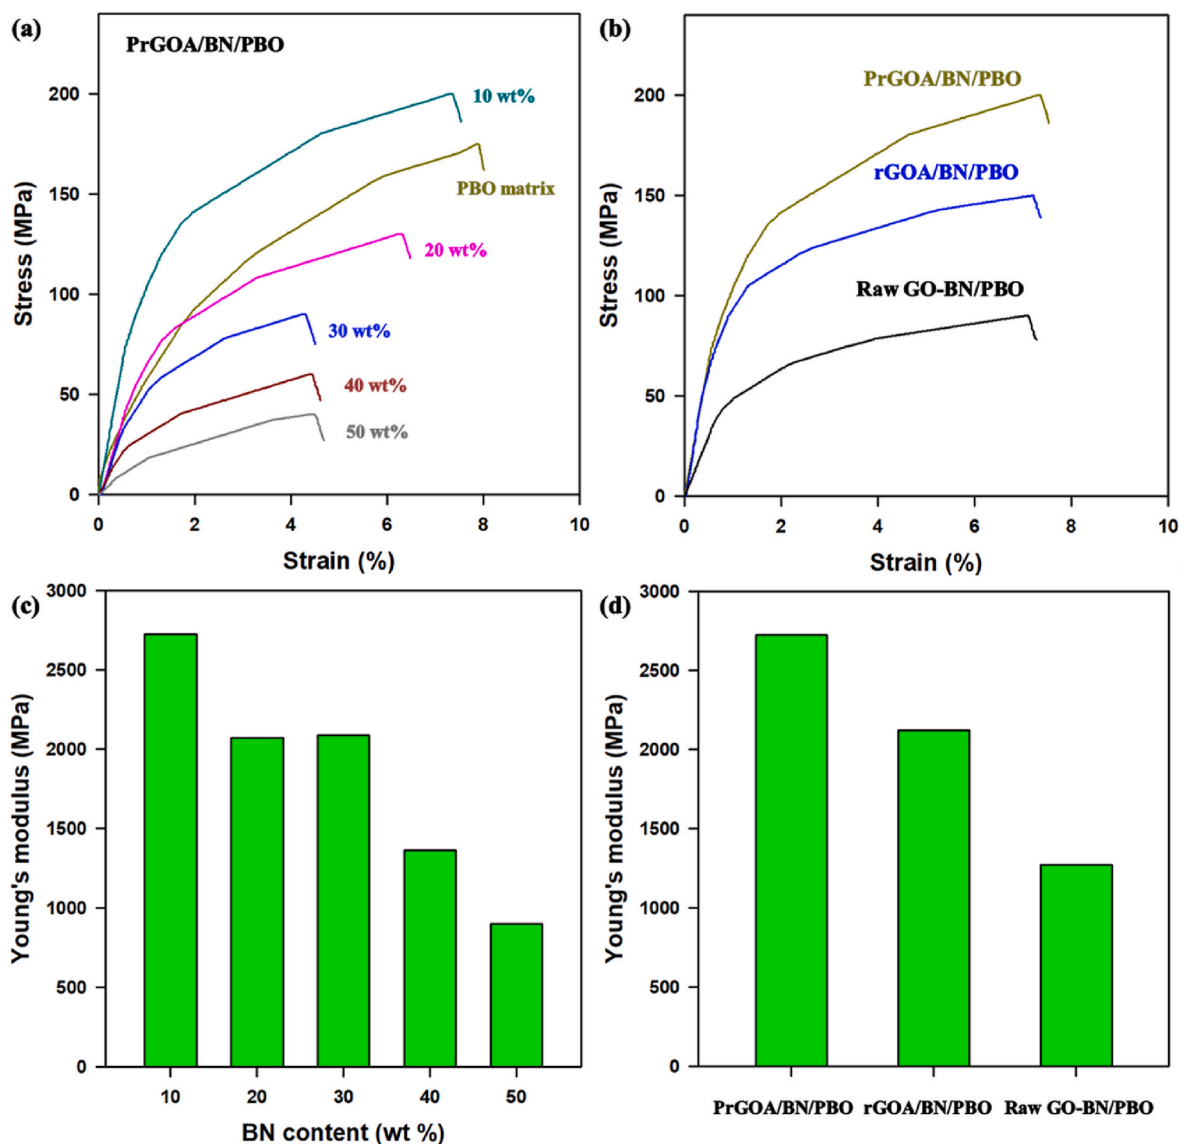 (a)
PrGOA/BN/PBO
200
150
100
50
0
Stress (MPa)
10 wt%
PBO matrix
20 wt%
30 wt%
40 wt%
50 wt%
0 2 4 6 8 10
Strain (%)
(b)
200
150
100
50
0
Stress (MPa)
PrGOA/BN/PBO
rGOA/BN/PBO
Raw GO-BN/PBO
0 2 4 6 8 10
Strain (%)
(c)
3000
2500
2000
1500
1000
500
0
Young's modulus (MPa)
10 20 30 40 50
BN content (wt %)
(d)
3000
2500
2000
1500
1000
500
0
Young's modulus (MPa)
PrGOA/BN/PBO rGOA/BN/PBO Raw GO-BN/PBO